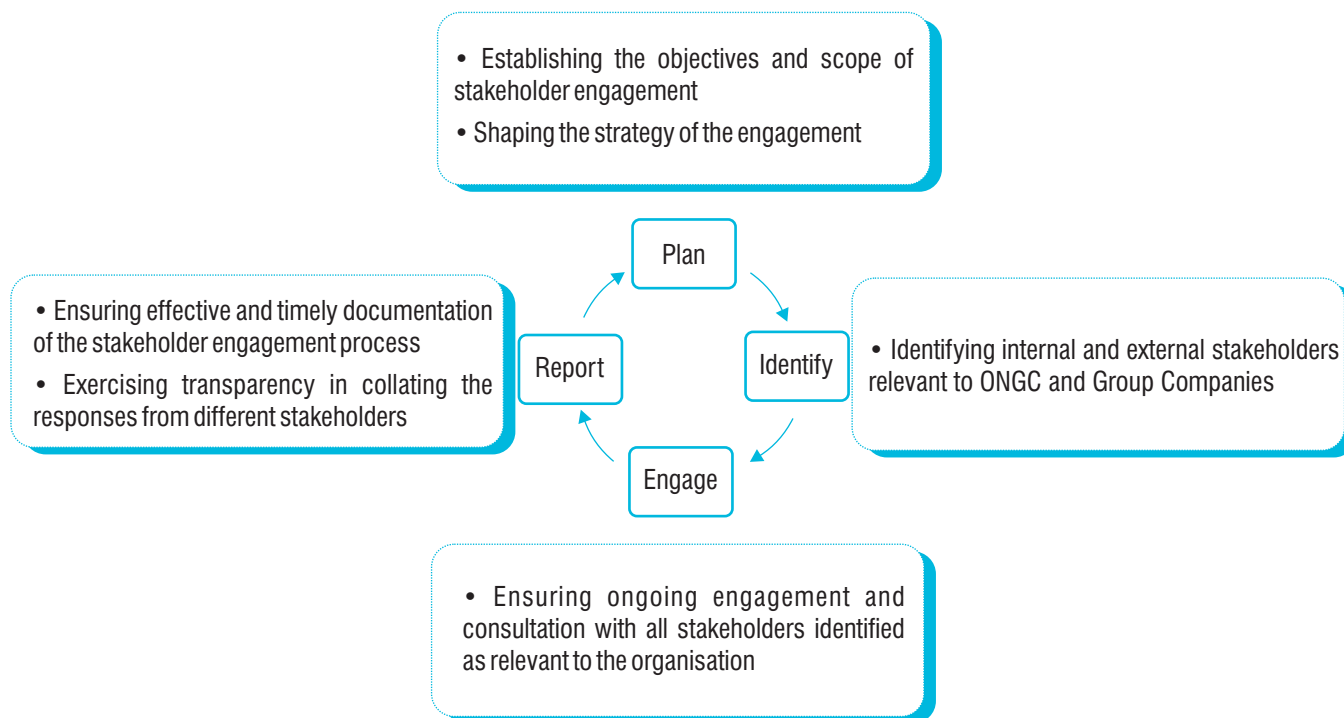 • Establishing the objectives and scope of
stakeholder engagement
• Shaping the strategy of the engagement
Plan
• Ensuring effective and timely documentation
of the stakeholder engagement process
• Exercising transparency in collating the
responses from different stakeholders
Report
Identify
• Identifying internal and external stakeholders
relevant to ONGC and Group Companies
Engage
• Ensuring ongoing engagement and
consultation with all stakeholders identified
as relevant to the organisation